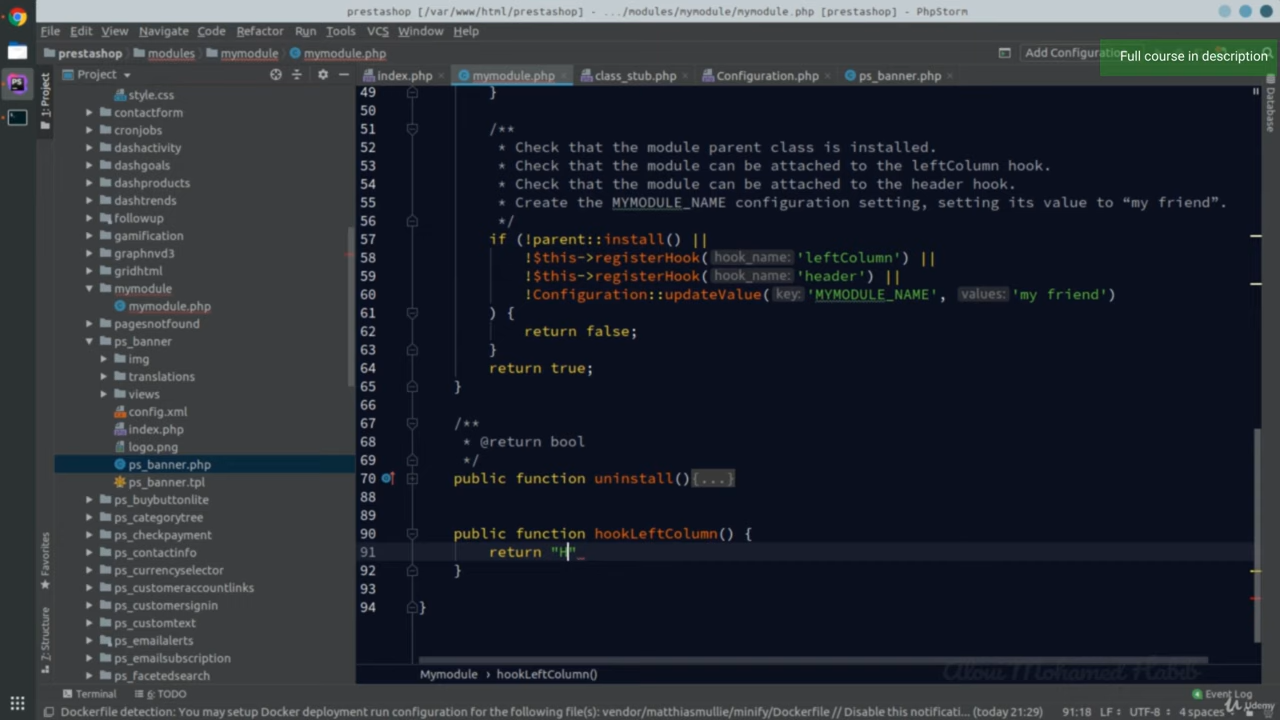 prestashop [/var/www/html/prestashop] - .../modules/mymodule/mymodule.php [prestashop] - PhpStorm
File Edit View Navigate Code Refactor Run Tools VCS Window Help
prestashop modules mymodule mymodule.php
Add Configuration
Full course in description
Project
index.php mymodule.php class_stub.php Configuration.php ps_banner.php
1: Project
Database
style.css
contactform
cronjobs
dashactivity
dashgoals
dashproducts
dashtrends
followup
gamification
graphnvd3
gridhtml
mymodule
mymodule.php
pagesnotfound
ps_banner
img
translations
views
config.xml
index.php
logo.png
ps_banner.php
ps_banner.tpl
ps_buybuttonlite
ps_categorytree
ps_checkpayment
ps_contactinfo
ps_currencyselector
ps_customeraccountlinks
ps_customersignin
ps_customtext
ps_emailalerts
ps_emailsubscription
ps_facetedsearch
Favorites
7: Structure
49 }
50
51 /**
52 * Check that the module parent class is installed.
53 * Check that the module can be attached to the leftColumn hook.
54 * Check that the module can be attached to the header hook.
55 * Create the MYMODULE_NAME configuration setting, setting its value to “my friend”.
56 */
57 if (!parent::install() ||
58 !$this->registerHook( hook_name: 'leftColumn') ||
59 !$this->registerHook( hook_name: 'header') ||
60 !Configuration::updateValue( key: 'MYMODULE_NAME', values: 'my friend')
61 ) {
62 return false;
63 }
64 return true;
65 }
66
67 /**
68 * @return bool
69 */
70 public function uninstall(){...}
88
89
90 public function hookLeftColumn() {
91 return "H"
92 }
93
94 }
Mymodule hookLeftColumn()
Aloui Mohamed Habib
Terminal 6: TODO
Event Log
Dockerfile detection: You may setup Docker deployment run configuration for the following file(s): vendor/matthiasmullie/minify/Dockerfile // Disable this notificati... (today 21:29)
91:18 LF UTF-8 4 spaces
Udemy